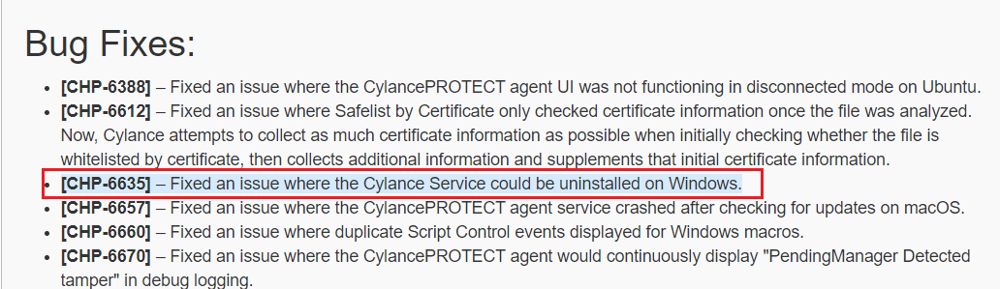 Bug Fixes:
• [CHP-6388] – Fixed an issue where the CylancePROTECT agent UI was not functioning in disconnected mode on Ubuntu.
• [CHP-6612] – Fixed an issue where Safelist by Certificate only checked certificate information once the file was analyzed.
Now, Cylance attempts to collect as much certificate information as possible when initially checking whether the file is
whitelisted by certificate, then collects additional information and supplements that initial certificate information.
• [CHP-6635] – Fixed an issue where the Cylance Service could be uninstalled on Windows.
• [CHP-6657] – Fixed an issue where the CylancePROTECT agent service crashed after checking for updates on macOS.
• [CHP-6660] – Fixed an issue where duplicate Script Control events displayed for Windows macros.
• [CHP-6670] – Fixed an issue where the CylancePROTECT agent would continuously display "PendingManager Detected
tamper" in debug logging.